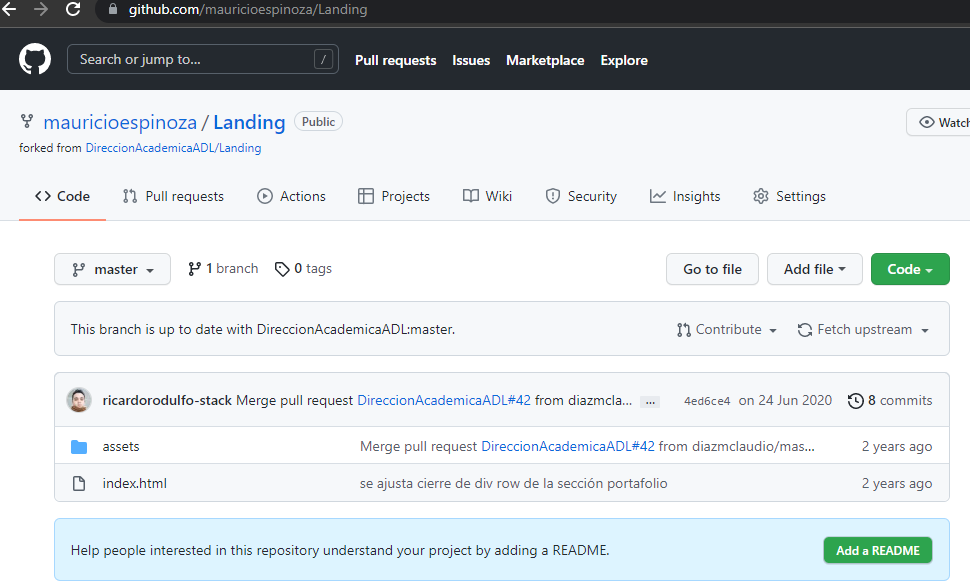 github.com/mauricioespinoza/Landing
Search or jump to... / Pull requests Issues Marketplace Explore
mauricioespinoza / Landing Public
Watch
forked from DireccionAcademicaADL/Landing
Code Pull requests Actions Projects Wiki Security Insights Settings
master 1 branch 0 tags Go to file Add file Code
This branch is up to date with DireccionAcademicaADL:master. Contribute Fetch upstream
ricardorodulfo-stack Merge pull request DireccionAcademicaADL#42 from diazmcla... ... 4ed6ce4 on 24 Jun 2020 8 commits
assets Merge pull request DireccionAcademicaADL#42 from diazmclaudio/mas... 2 years ago
index.html se ajusta cierre de div row de la sección portafolio 2 years ago
Help people interested in this repository understand your project by adding a README. Add a README